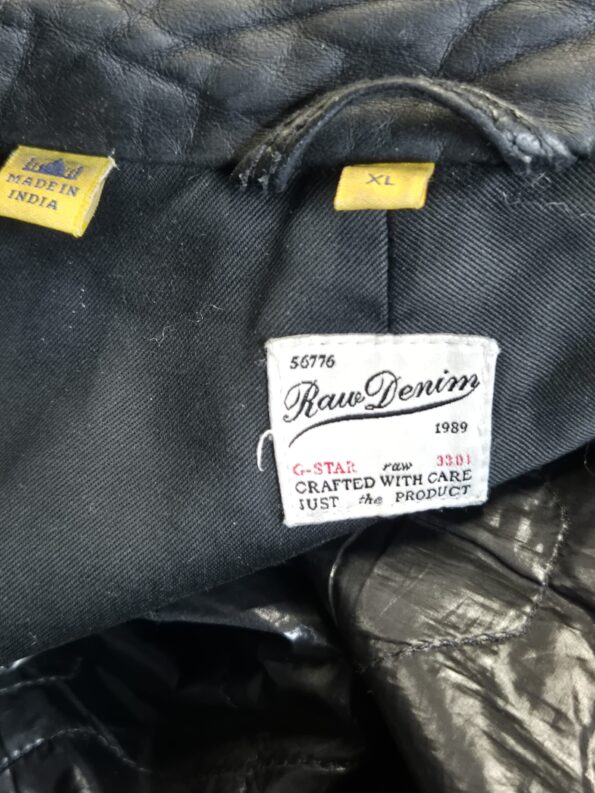 MADE IN
INDIA
XL
56776
Raw Denim
1989
G-STAR raw 3301
CRAFTED WITH CARE
JUST the PRODUCT